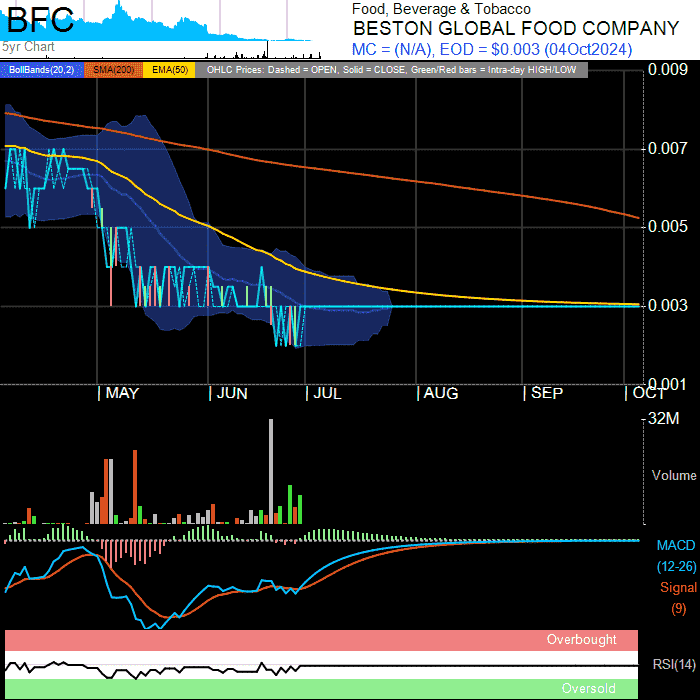 BFC
5yr Chart
Food, Beverage & Tobacco
BESTON GLOBAL FOOD COMPANY
MC = (N/A), EOD = $0.003 (04Oct2024)
BollBands(20,2) SMA(200) EMA(50) OHLC Prices: Dashed = OPEN, Solid = CLOSE, Green/Red bars = Intra-day HIGH/LOW
0.009
0.007
0.005
0.003
0.001
MAY JUN JUL AUG SEP OCT
32M
Volume
MACD
(12-26)
Signal
(9)
Overbought
RSI(14)
Oversold